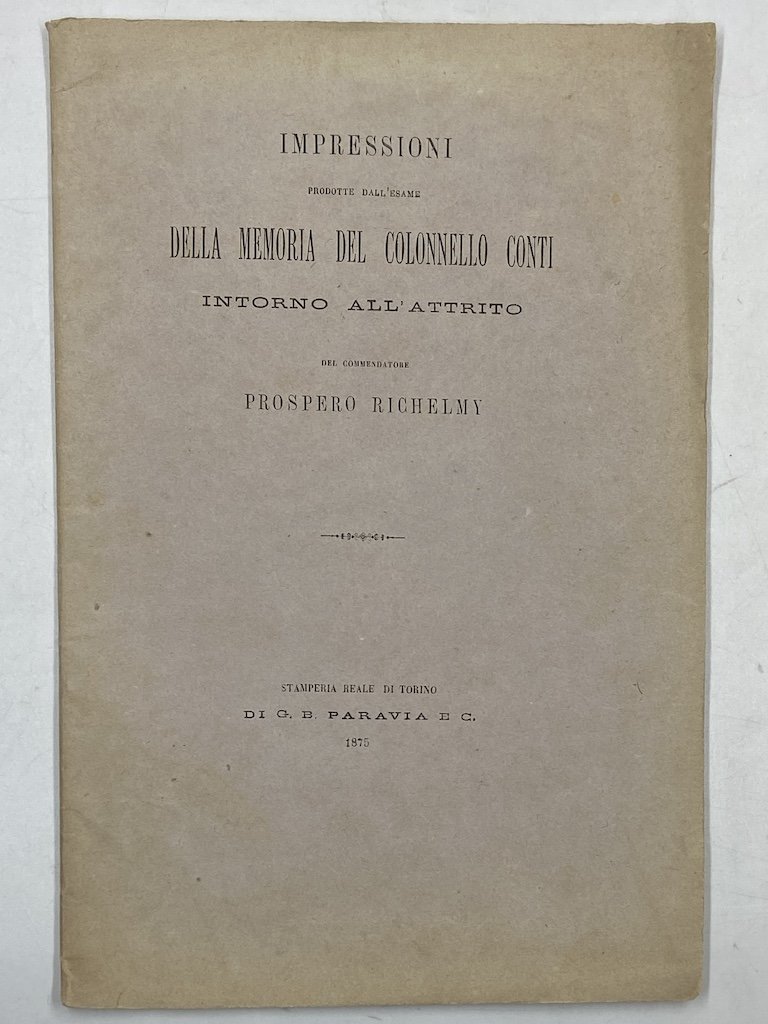 IMPRESSIONI
PRODOTTE DALL'ESAME
DELLA MEMORIA DEL COLONNELLO CONTI
INTORNO ALL'ATTRITO
DEL COMMENDATORE
PROSPERO RICHELMY
STAMPERIA REALE DI TORINO
DI G. B. PARAVIA E C.
1875